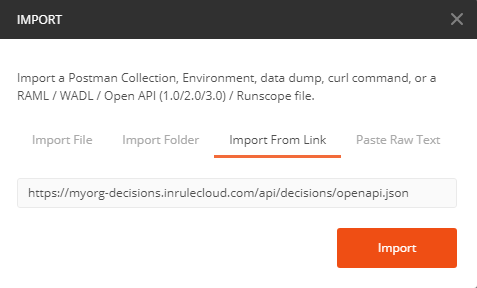 IMPORT
Import a Postman Collection, Environment, data dump, curl command, or a
RAML / WADL / Open API (1.0/2.0/3.0) / Runscope file.
Import File Import Folder Import From Link Paste Raw Text
https://myorg-decisions.inrulecloud.com/api/decisions/openapi.json
Import